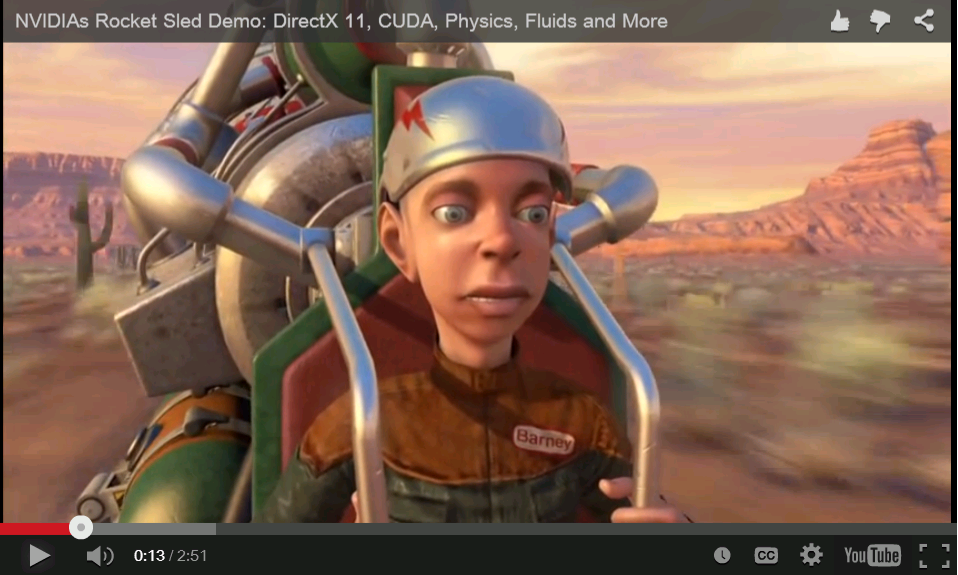 NVIDIAs Rocket Sled Demo: DirectX 11, CUDA, Physics, Fluids and More
Barney
0:13 / 2:51
CC
YouTube